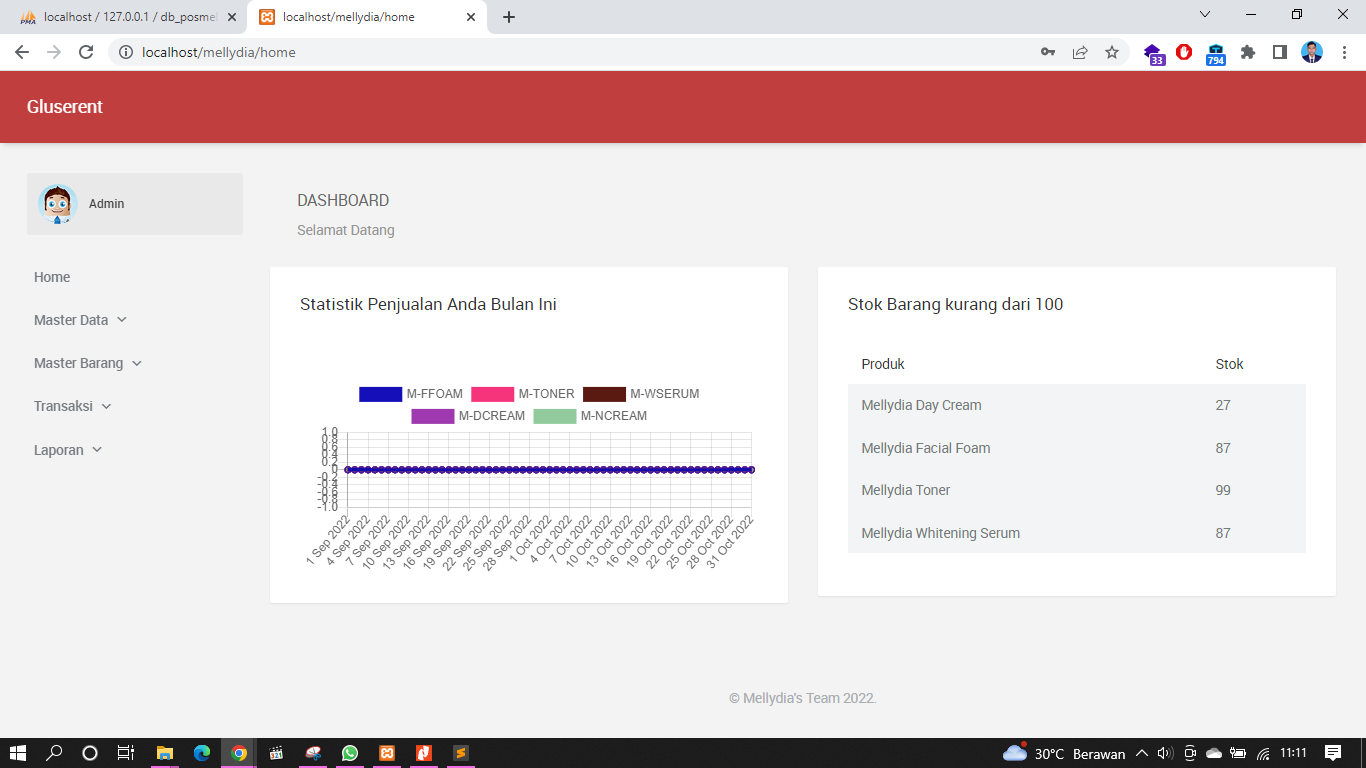 localhost / 127.0.0.1 / db_posmel
localhost/mellydia/home
localhost/mellydia/home
33
794
Gluserent
Admin
Home
Master Data
Master Barang
Transaksi
Laporan
DASHBOARD
Selamat Datang
Statistik Penjualan Anda Bulan Ini
M-FFOAM M-TONER M-WSERUM
M-DCREAM M-NCREAM
1.0
0.8
0.6
0.4
0.2
0
-0.2
-0.4
-0.6
-0.8
-1.0
1 Sep 2022
4 Sep 2022
7 Sep 2022
10 Sep 2022
13 Sep 2022
16 Sep 2022
19 Sep 2022
22 Sep 2022
25 Sep 2022
28 Sep 2022
1 Oct 2022
4 Oct 2022
7 Oct 2022
10 Oct 2022
13 Oct 2022
16 Oct 2022
19 Oct 2022
22 Oct 2022
25 Oct 2022
28 Oct 2022
31 Oct 2022
Stok Barang kurang dari 100
Produk Stok
Mellydia Day Cream 27
Mellydia Facial Foam 87
Mellydia Toner 99
Mellydia Whitening Serum 87
© Mellydia's Team 2022.
30°C Berawan
11:11